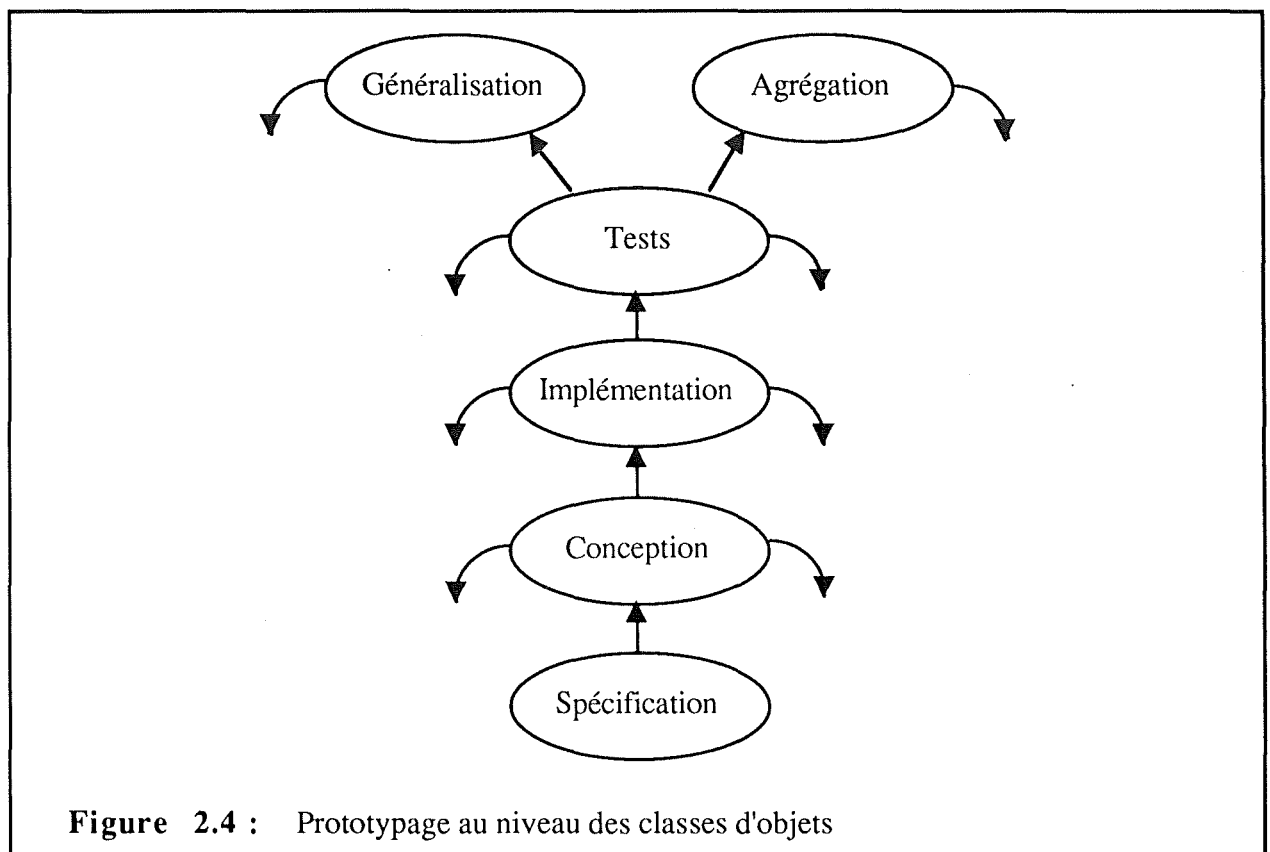 Généralisation
Agrégation
Tests
Implémentation
Conception
Spécification
Figure 2.4 : Prototypage au niveau des classes d'objets